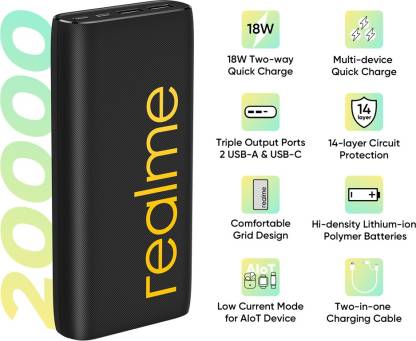 20000
realme
18W
18W Two-way
Quick Charge
Multi-device
Quick Charge
Triple Output Ports
2 USB-A & USB-C
14
layer
14-layer Circuit
Protection
realme
Comfortable
Grid Design
Hi-density Lithium-ion
Polymer Batteries
AIoT
Low Current Mode
for AIoT Device
Two-in-one
Charging Cable